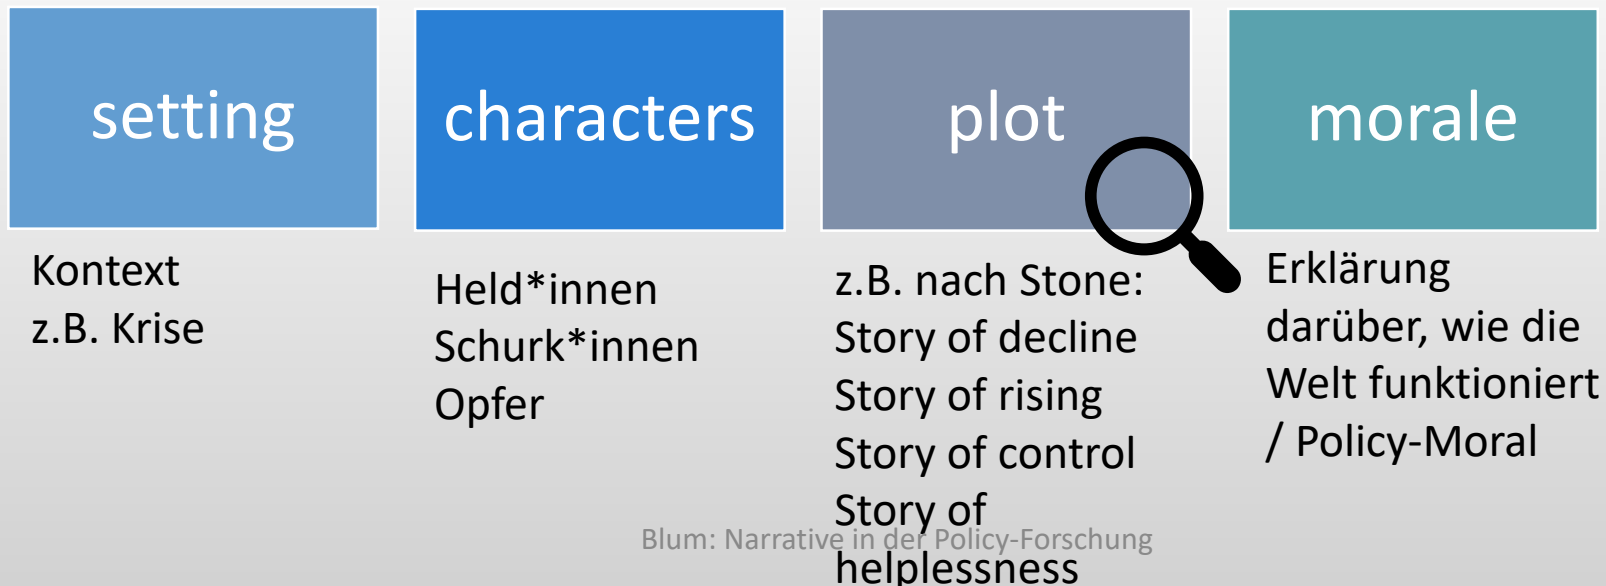 setting
Kontext
z.B. Krise
characters
Held*innen
Schurk*innen
Opfer
plot
z.B. nach Stone:
Story of decline
Story of rising
Story of control
Story of
helplessness
morale
Erklärung
darüber, wie die
Welt funktioniert
/ Policy-Moral
Blum: Narrative in der Policy-Forschung